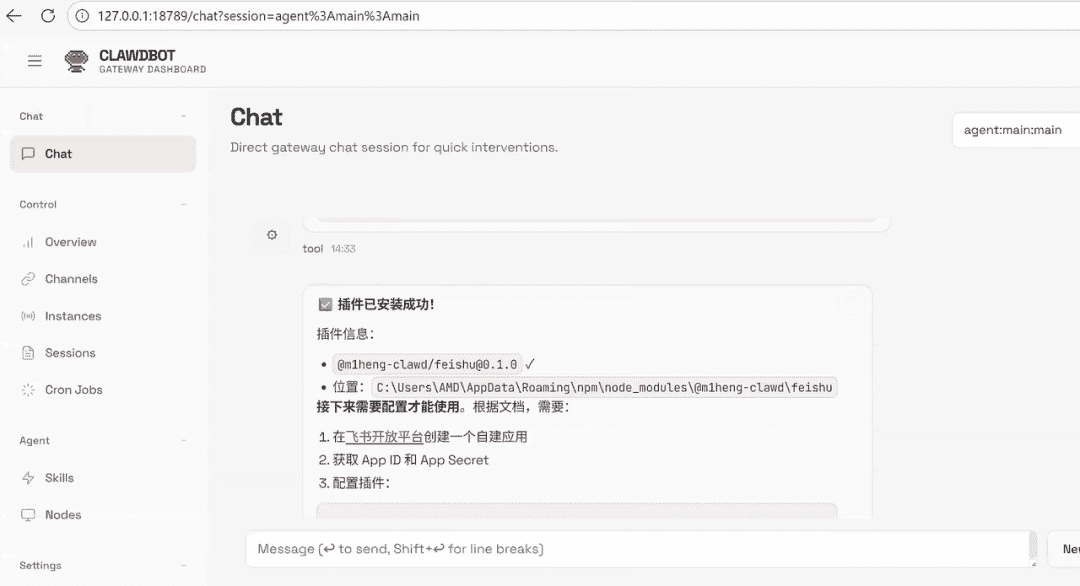 127.0.0.1:18789/chat?session=agent%3Amain%3Amain
CLAWDBOT
GATEWAY DASHBOARD
Chat
Chat
Control
Overview
Channels
Instances
Sessions
Cron Jobs
Agent
Skills
Nodes
Settings
Chat
Direct gateway chat session for quick interventions.
agent:main:main
tool 14:33
插件已安装成功!
插件信息:
@m1heng-clawd/feishu@0.1.0 ✓
位置: C:\Users\AMD\AppData\Roaming\npm\node_modules\@m1heng-clawd\feishu
接下来需要配置才能使用。根据文档，需要:
1. 在飞书开放平台创建一个自建应用
2. 获取 App ID 和 App Secret
3. 配置插件:
Message (↩ to send, Shift+↩ for line breaks)